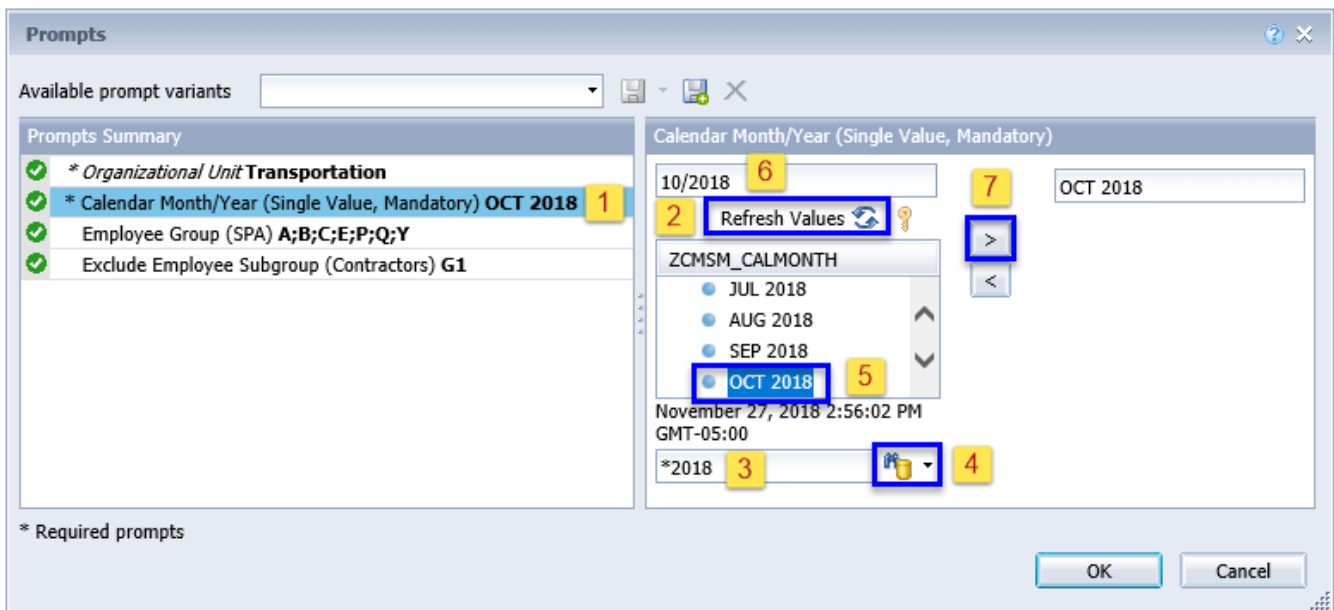 Prompts
Available prompt variants
Prompts Summary
* Organizational Unit Transportation
* Calendar Month/Year (Single Value, Mandatory) OCT 2018
1
Employee Group (SPA) A;B;C;E;P;Q;Y
Exclude Employee Subgroup (Contractors) G1
Calendar Month/Year (Single Value, Mandatory)
10/2018
6
2
Refresh Values
ZCMSM_CALMONTH
JUL 2018
AUG 2018
SEP 2018
OCT 2018
5
November 27, 2018 2:56:02 PM
GMT-05:00
*2018
3
4
7
>
<
OCT 2018
* Required prompts
OK
Cancel